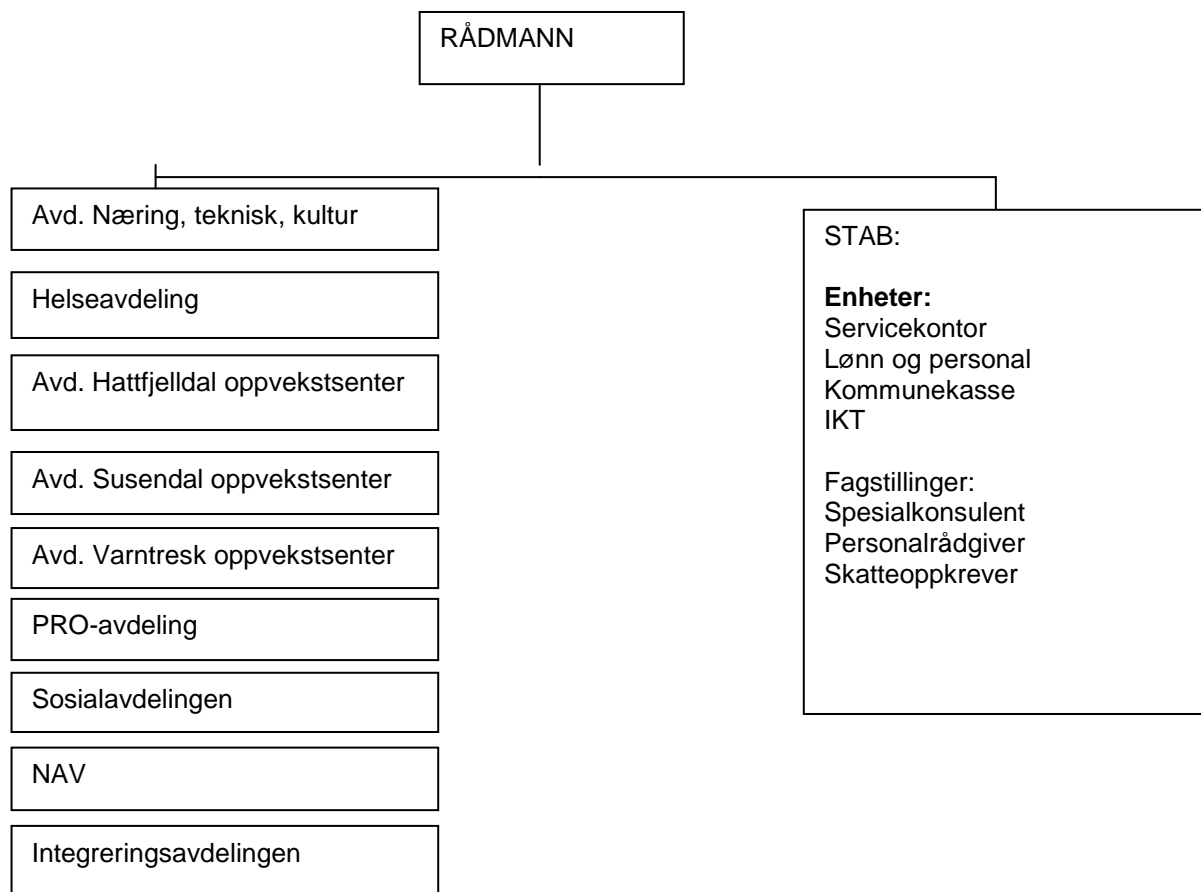 RÅDMANN
Avd. Næring, teknisk, kultur
Helseavdeling
Avd. Hattfjelldal oppvekstsenter
Avd. Susendal oppvekstsenter
Avd. Varntresk oppvekstsenter
PRO-avdeling
Sosialavdelingen
NAV
Integreringsavdelingen
STAB:
Enheter:
Servicekontor
Lønn og personal
Kommunekasse
IKT
Fagstillinger:
Spesialkonsulent
Personalrådgiver
Skatteoppkrever